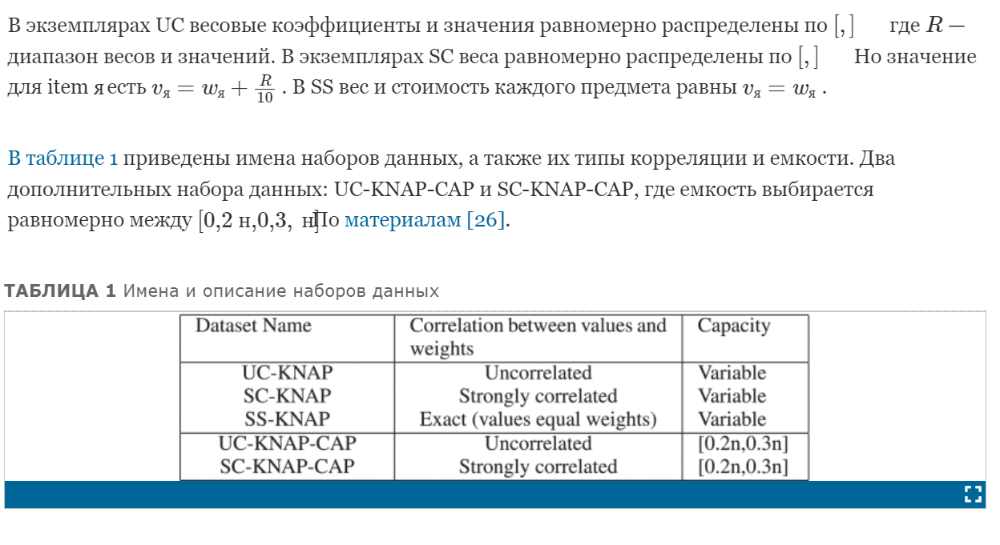 В экземплярах UC весовые коэффициенты и значения равномерно распределены по [,] где R —
диапазон весов и значений. В экземплярах SC веса равномерно распределены по [,] Но значение
для item я есть vя = wя + R/10 . В SS вес и стоимость каждого предмета равны vя = wя .
В таблице 1 приведены имена наборов данных, а также их типы корреляции и емкости. Два
дополнительных набора данных: UC-KNAP-CAP и SC-KNAP-CAP, где емкость выбирается
равномерно между [0,2 н,0,3, н]По материалам [26].
ТАБЛИЦА 1 Имена и описание наборов данных
Dataset Name Correlation between values and Capacity
weights
UC-KNAP Uncorrelated Variable
SC-KNAP Strongly correlated Variable
SS-KNAP Exact (values equal weights) Variable
UC-KNAP-CAP Uncorrelated [0.2n,0.3n]
SC-KNAP-CAP Strongly correlated [0.2n,0.3n]